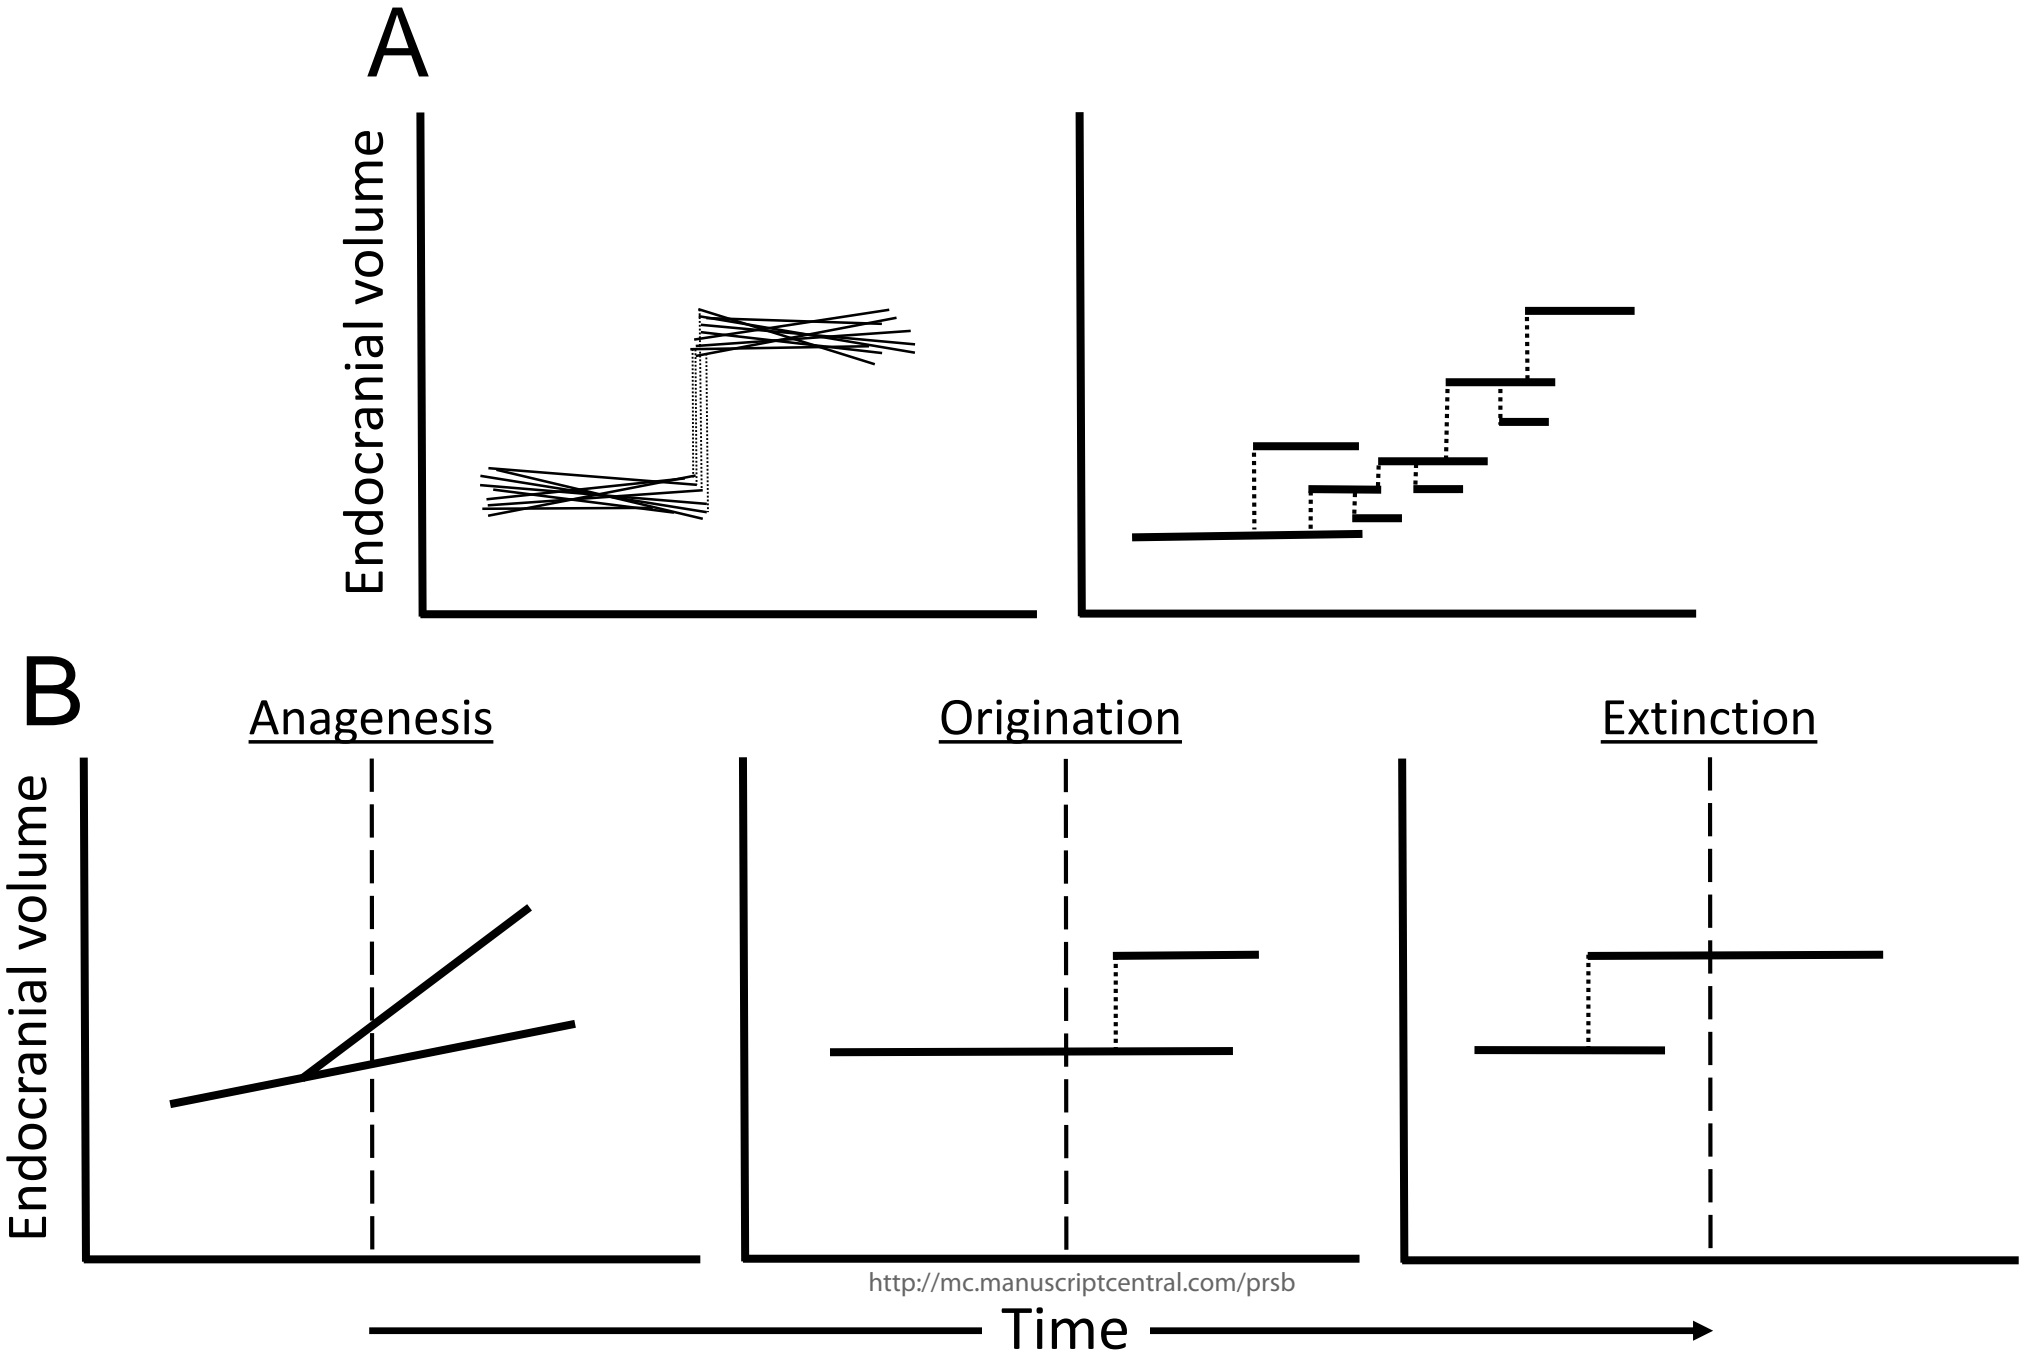 A
Endocranial volume
B
Anagenesis
Origination
Extinction
Endocranial volume
http://mc.manuscriptcentral.com/prsb
Time